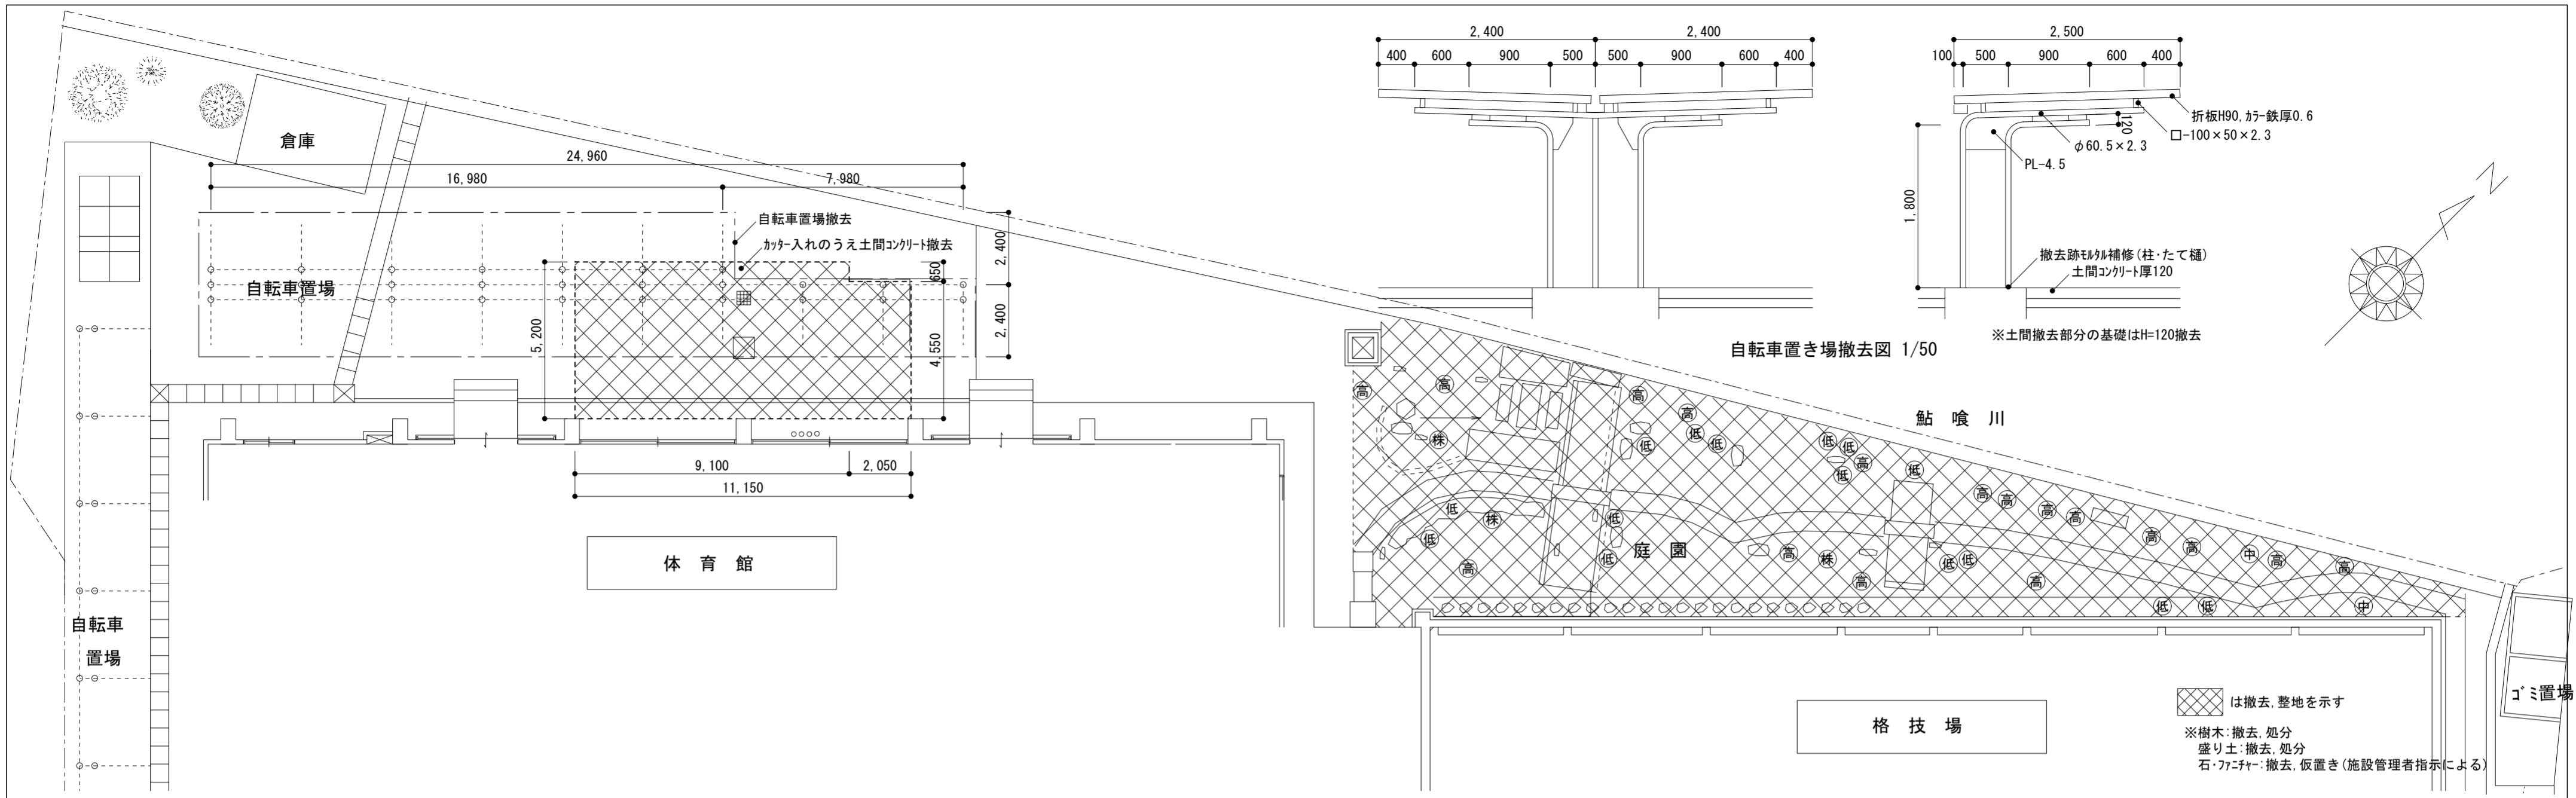 倉庫
24,960
16,980
7,980
自転車置場撤去
カッター入れのうえ土間コンクリート撤去
2,400
650
自転車置場
5,200
2,400
4,550
9,100
2,050
11,150
体育館
自転車
置場
2,400
2,400
400
600
900
500
500
900
600
400
2,500
100
500
900
600
400
折板H90,カラー鉄厚0.6
120
□-100×50×2.3
φ60.5×2.3
PL-4.5
1,800
撤去跡モルタル補修(柱・たて樋)
土間コンクリート厚120
※土間撤去部分の基礎はH=120撤去
自転車置き場撤去図 1/50
鮎喰川
高
高
高
高
低
低
低
株
低
低
高
低
低
高
高
高
高
低
株
低
低
低
高
庭園
高
株
高
低
低
高
高
高
中
高
高
低
低
中
格技場
は撤去,整地を示す
※樹木:撤去,処分
盛り土:撤去,処分
石・ファニチャー:撤去,仮置き(施設管理者指示による)
ゴミ置場